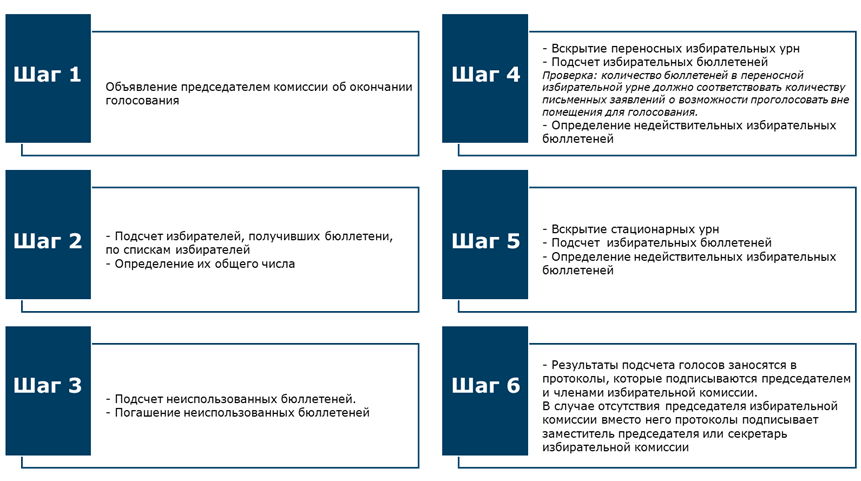 Шаг 1
Объявление председателем комиссии об окончании
голосования
Шаг 2
- Подсчет избирателей, получивших бюллетени,
по спискам избирателей
- Определение их общего числа
Шаг 3
- Подсчет неиспользованных бюллетеней.
- Погашение неиспользованных бюллетеней
Шаг 4
- Вскрытие переносных избирательных урн
- Подсчет избирательных бюллетеней
Проверка: количество бюллетеней в переносной
избирательной урне должно соответствовать количеству
письменных заявлений о возможности проголосовать вне
помещения для голосования.
- Определение недействительных избирательных
бюллетеней
Шаг 5
- Вскрытие стационарных урн
- Подсчет избирательных бюллетеней
- Определение недействительных избирательных
бюллетеней
Шаг 6
- Результаты подсчета голосов заносятся в
протоколы, которые подписываются председателем
и членами избирательной комиссии.
В случае отсутствия председателя избирательной
комиссии вместо него протоколы подписывает
заместитель председателя или секретарь
избирательной комиссии